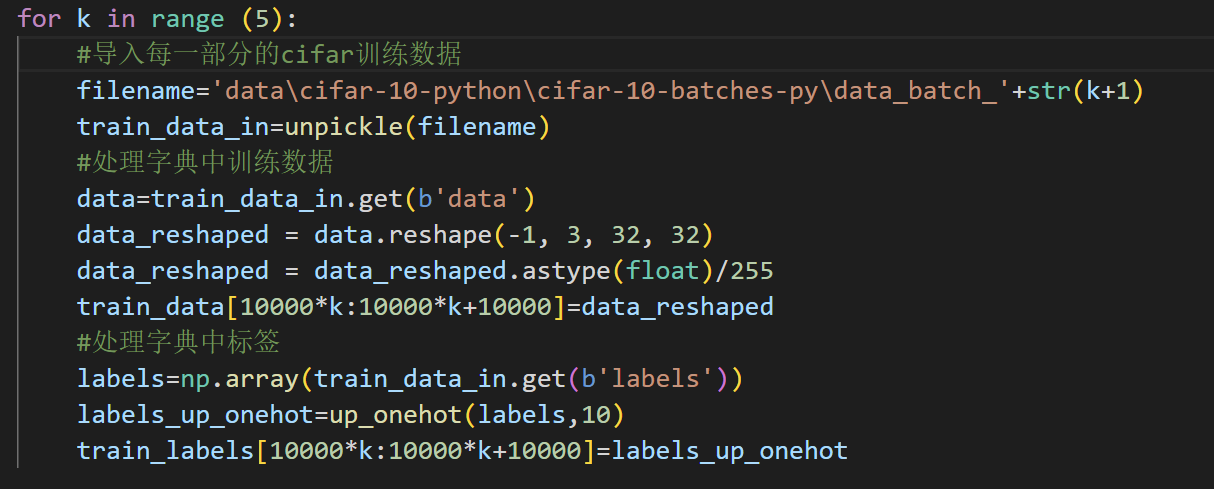 for k in range (5):
    #导入每一部分的cifar训练数据
    filename='data\cifar-10-python\cifar-10-batches-py\data_batch_'+str(k+1)
    train_data_in=unpickle(filename)
    #处理字典中训练数据
    data=train_data_in.get(b'data')
    data_reshaped = data.reshape(-1, 3, 32, 32)
    data_reshaped = data_reshaped.astype(float)/255
    train_data[10000*k:10000*k+10000]=data_reshaped
    #处理字典中标签
    labels=np.array(train_data_in.get(b'labels'))
    labels_up_onehot=up_onehot(labels,10)
    train_labels[10000*k:10000*k+10000]=labels_up_onehot